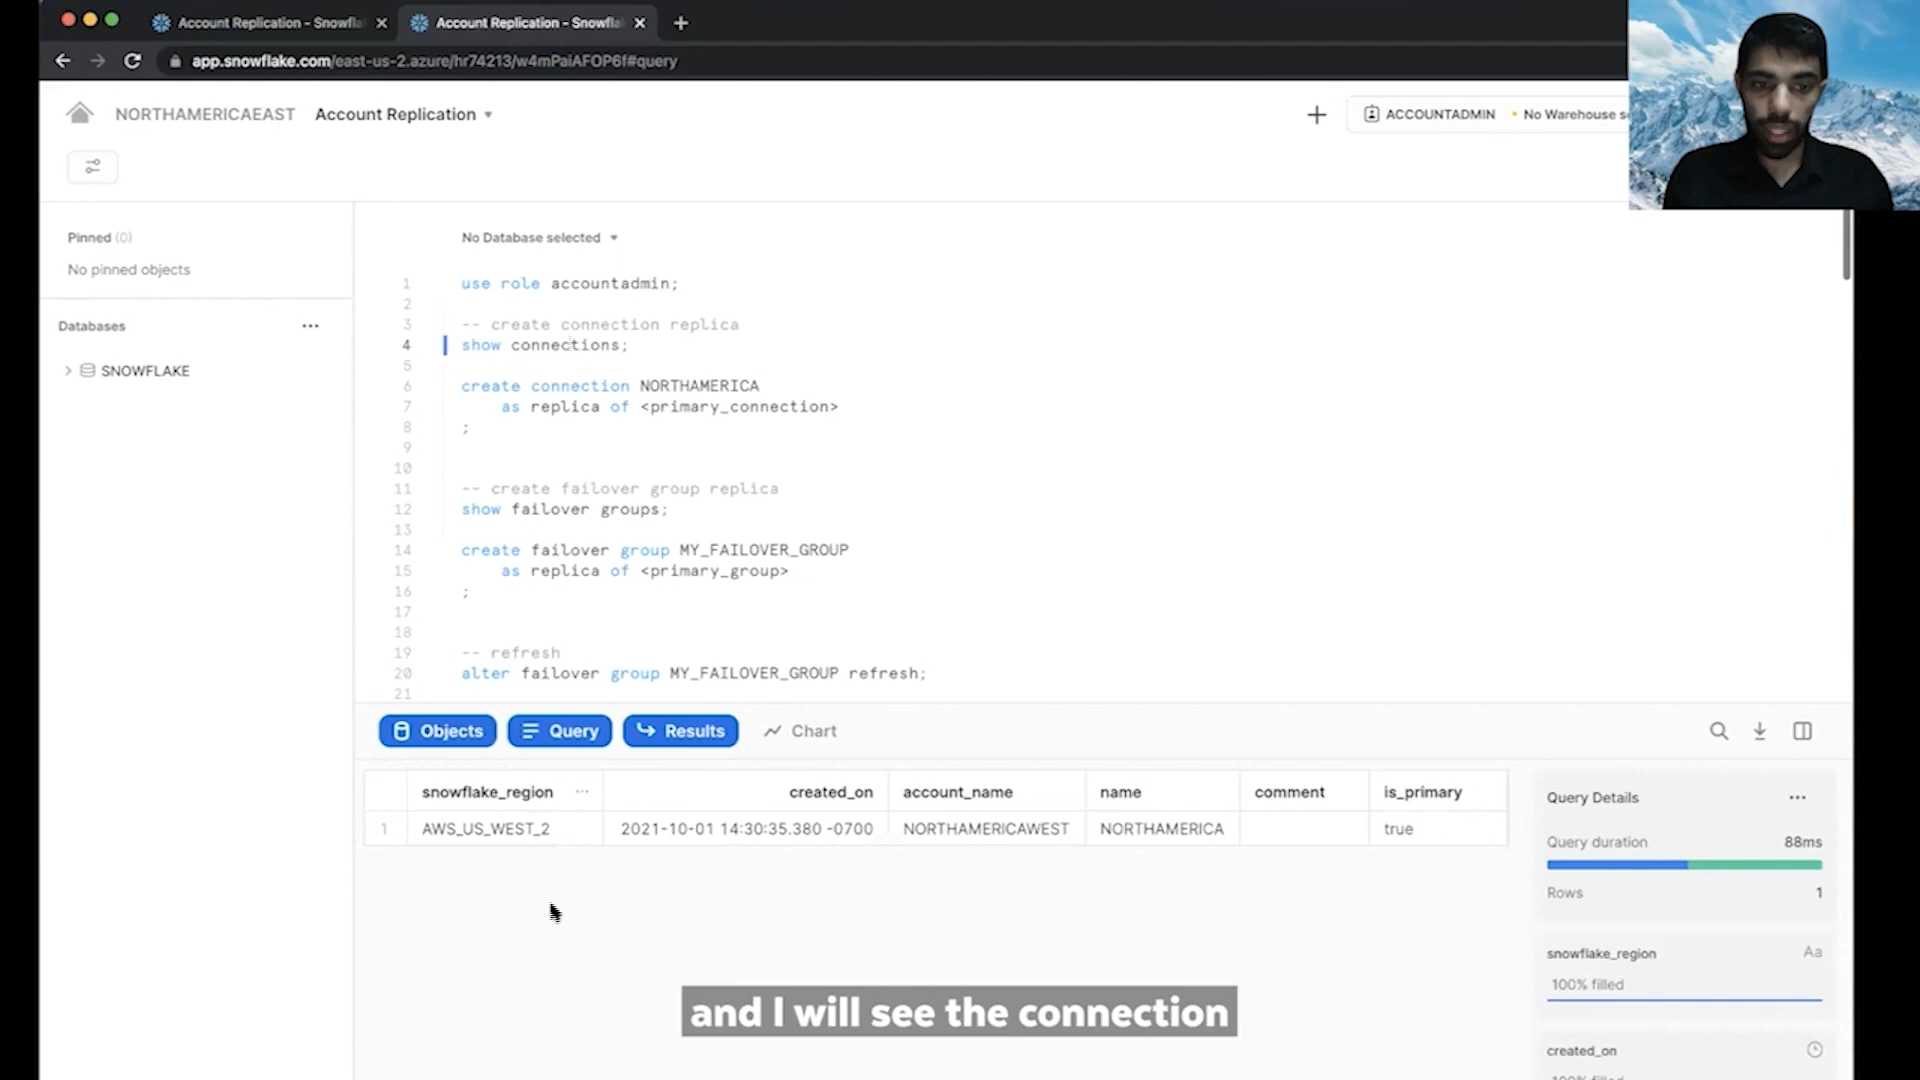 Account Replication - Snowfla
Account Replication - Snowfla
app.snowflake.com/east-us-2.azure/hr74213/w4mPaiAFOP6f#query
NORTHAMERICAEAST Account Replication
ACCOUNTADMIN • No Warehouse se
Pinned (0)
No pinned objects
Databases
SNOWFLAKE
No Database selected
1 use role accountadmin;
2
3 -- create connection replica
4 show connections;
5
6 create connection NORTHAMERICA
7 as replica of <primary_connection>
8 ;
9
10
11 -- create failover group replica
12 show failover groups;
13
14 create failover group MY_FAILOVER_GROUP
15 as replica of <primary_group>
16 ;
17
18
19 -- refresh
20 alter failover group MY_FAILOVER_GROUP refresh;
21
Objects Query Results Chart
snowflake_region ... created_on account_name name comment is_primary
1 AWS_US_WEST_2 2021-10-01 14:30:35.380 -0700 NORTHAMERICAWEST NORTHAMERICA true
Query Details
Query duration 88ms
Rows 1
snowflake_region Aa
100% filled
created_on
100% filled
and I will see the connection